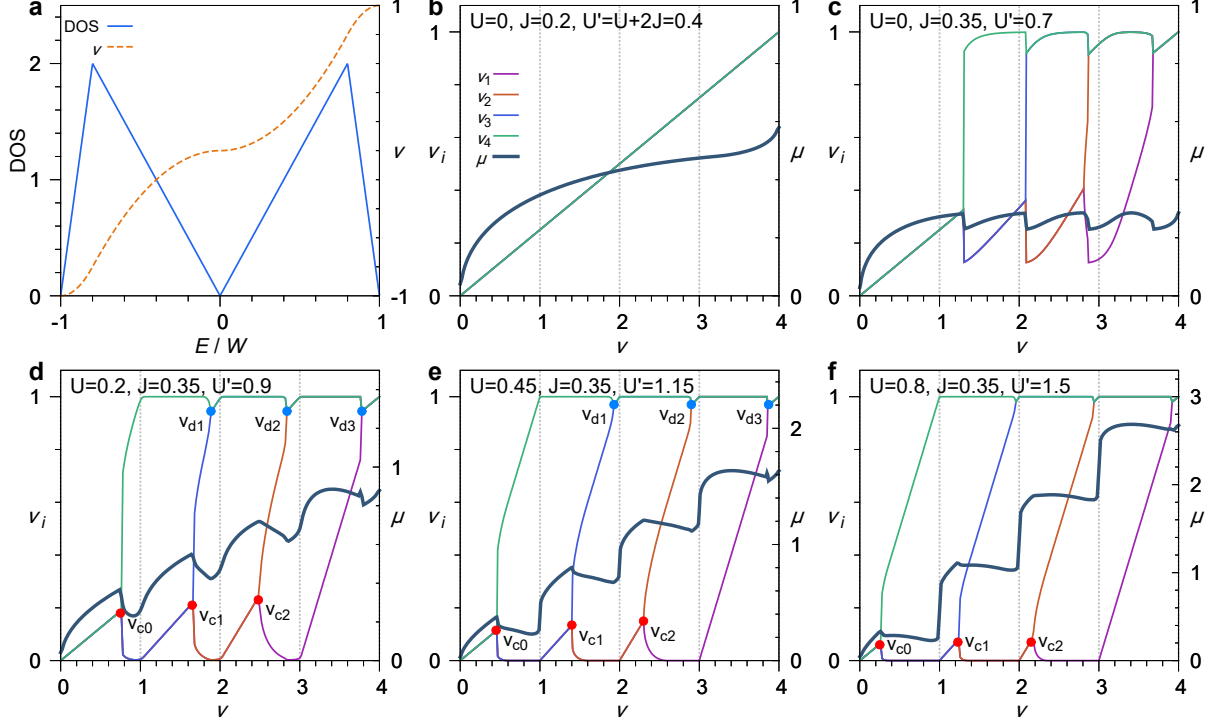 a
DOS
ν
2
1
0
DOS
1
ν
-1
-1
0
1
E / W
b
U=0, J=0.2, U'=U+2J=0.4
ν1
ν2
ν3
ν4
μ
1
νi
0
1
μ
0
0
1
2
3
4
ν
c
U=0, J=0.35, U'=0.7
1
νi
0
1
μ
0
0
1
2
3
4
ν
d
U=0.2, J=0.35, U'=0.9
1
νi
0
νd1
νd2
νd3
νc0
νc1
νc2
1
μ
0
0
1
2
3
4
ν
e
U=0.45, J=0.35, U'=1.15
1
νi
0
νd1
νd2
νd3
νc0
νc1
νc2
2
μ
1
0
0
1
2
3
4
ν
f
U=0.8, J=0.35, U'=1.5
1
νi
0
νc0
νc1
νc2
3
2
μ
1
0
0
1
2
3
4
ν